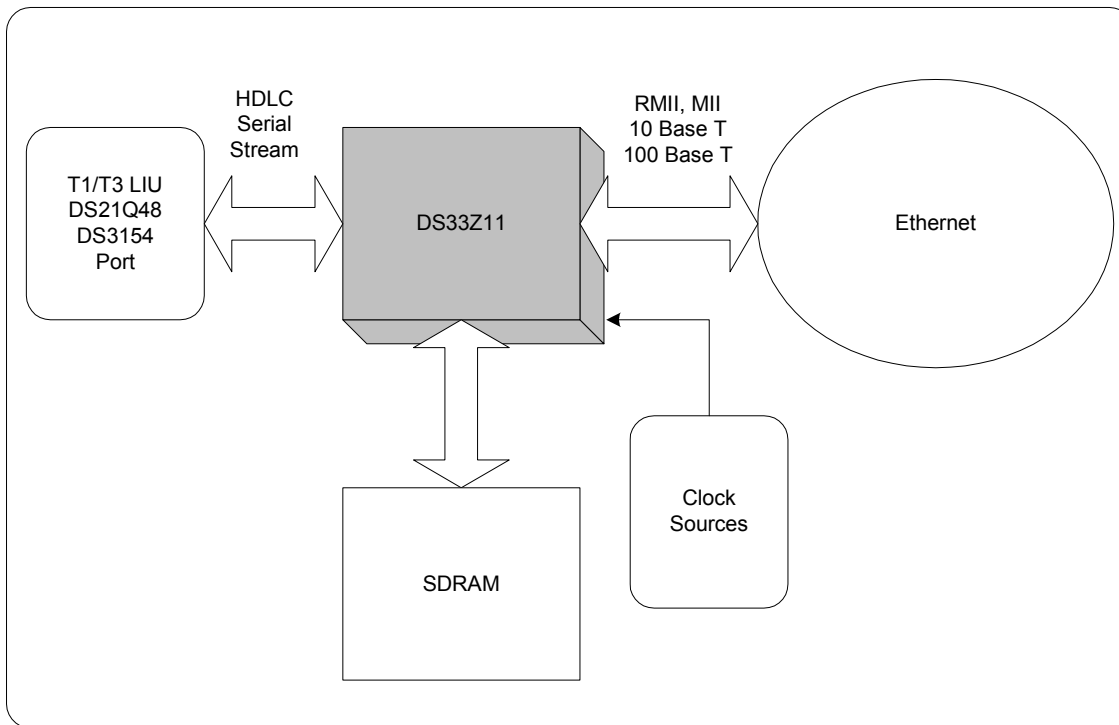 HDLC
Serial
Stream
RMII, MII
10 Base T
100 Base T
T1/T3 LIU
DS21Q48
DS3154
Port
DS33Z11
Ethernet
Clock
Sources
SDRAM